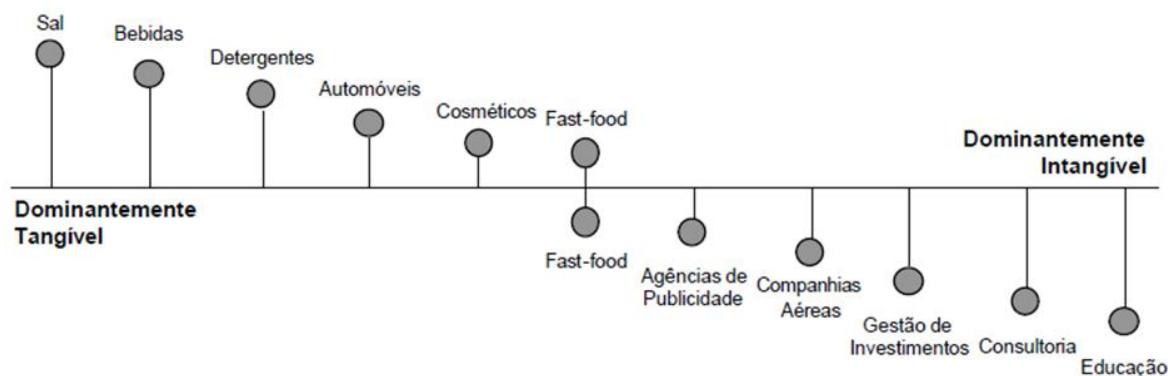 Sal
Bebidas
Detergentes
Automóveis
Cosméticos
Fast-food
Dominantemente
Intangível
Dominantemente
Tangível
Fast-food
Agências de
Publicidade
Companhias
Aéreas
Gestão de
Investimentos
Consultoria
Educação